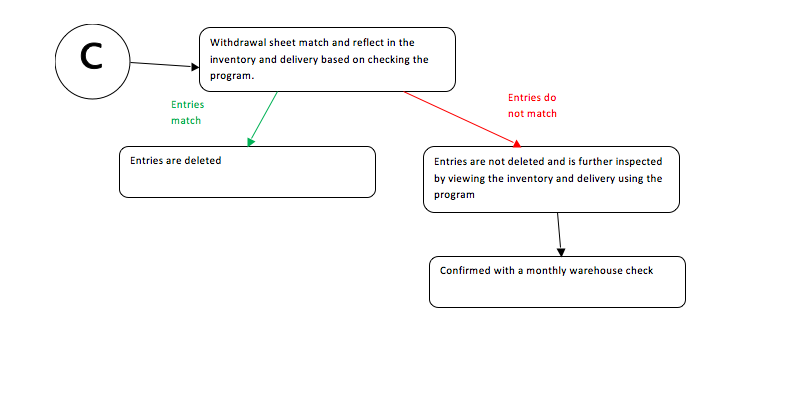 C
Withdrawal sheet match and reflect in the
inventory and delivery based on checking the
program.
Entries
match
Entries do
not match
Entries are deleted
Entries are not deleted and is further inspected
by viewing the inventory and delivery using the
program
Confirmed with a monthly warehouse check